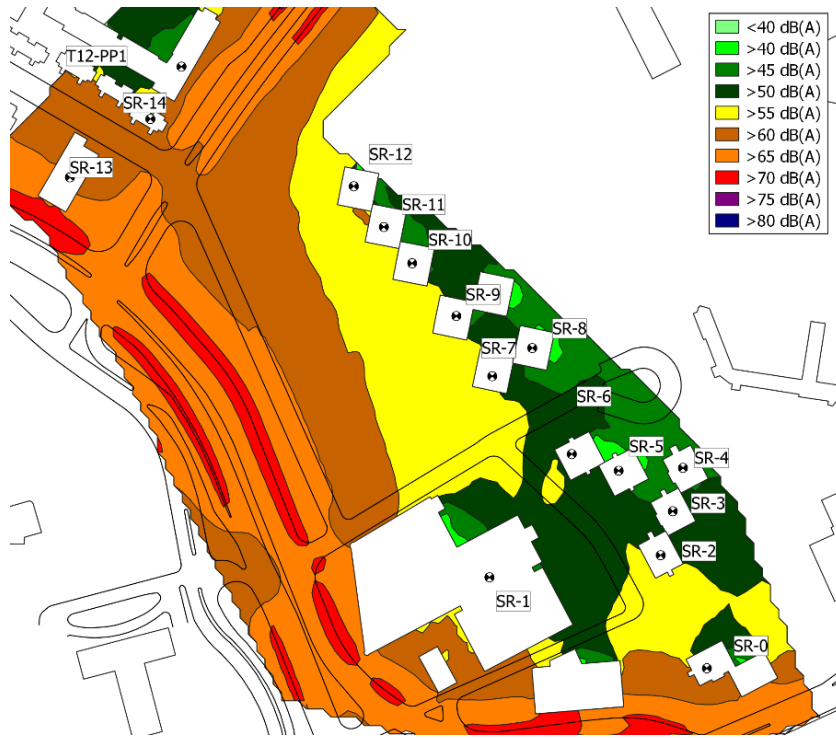 <40 dB(A)
>40 dB(A)
>45 dB(A)
>50 dB(A)
>55 dB(A)
>60 dB(A)
>65 dB(A)
>70 dB(A)
>75 dB(A)
>80 dB(A)
T12-PP1
SR-14
SR-13
SR-12
SR-11
SR-10
SR-9
SR-8
SR-7
SR-6
SR-5
SR-4
SR-3
SR-2
SR-1
SR-0